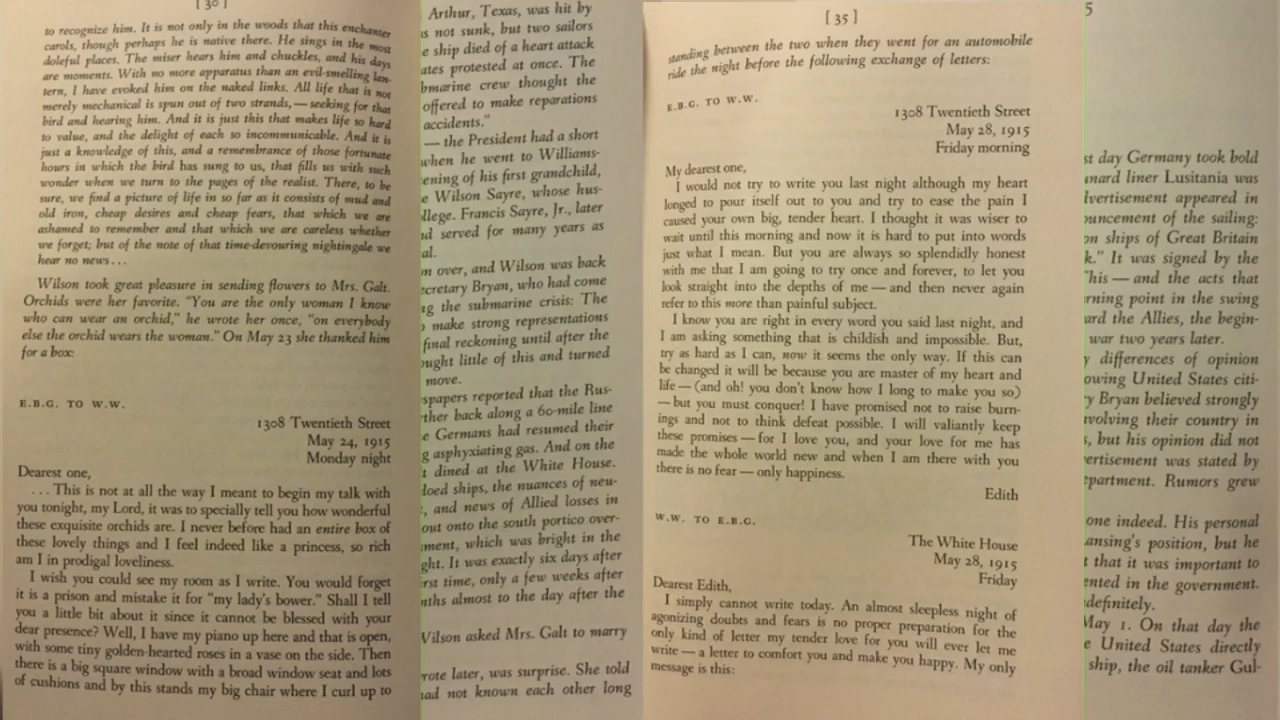 [ 30 ]
to recognize him. It is not only in the woods that this enchanter
carols, though perhaps he is native there. He sings in the most
doleful places. The miser hears him and chuckles, and his days
are moments. With no more apparatus than an evil-smelling lan-
tern, I have evoked him on the naked links. All life that is not
merely mechanical is spun out of two strands, — seeking for that
bird and hearing him. And it is just this that makes life so hard
to value, and the delight of each so incommunicable. And it is
just a knowledge of this, and a remembrance of those fortunate
hours in which the bird has sung to us, that fills us with such
wonder when we turn to the pages of the realist. There, to be
sure, we find a picture of life in so far as it consists of mud and
old iron, cheap desires and cheap fears, that which we are
ashamed to remember and that which we are careless whether
we forget; but of the note of that time-devouring nightingale we
hear no news . . .
Wilson took great pleasure in sending flowers to Mrs. Galt.
Orchids were her favorite. "You are the only woman I know
who can wear an orchid," he wrote her once, "on everybody
else the orchid wears the woman." On May 23 she thanked him
for a box:
E.B.G. TO W.W.
1308 Twentieth Street
May 24, 1915
Monday night
Dearest one,
. . . This is not at all the way I meant to begin my talk with
you tonight, my Lord, it was to specially tell you how wonderful
these exquisite orchids are. I never before had an entire box of
these lovely things and I feel indeed like a princess, so rich
am I in prodigal loveliness.
I wish you could see my room as I write. You would forget
it is a prison and mistake it for "my lady's bower." Shall I tell
you a little bit about it since it cannot be blessed with your
dear presence? Well, I have my piano up here and that is open,
with some tiny golden-hearted roses in a vase on the side. Then
there is a big square window with a broad window seat and lots
of cushions and by this stands my big chair where I curl up to
Arthur, Texas, was hit by
s not sunk, but two sailors
e ship died of a heart attack
ates protested at once. The
bmarine crew thought the
offered to make reparations
accidents."
— the President had a short
when he went to Williams-
ening of his first grandchild,
e Wilson Sayre, whose hus-
llege. Francis Sayre, Jr., later
d served for many years as
al.
n over, and Wilson was back
ecretary Bryan, who had come
ng the submarine crisis: The
o make strong representations
final reckoning until after the
ought little of this and turned
move.
spapers reported that the Rus-
ther back along a 60-mile line
e Germans had resumed their
g asphyxiating gas. And on the
t dined at the White House.
doed ships, the nuances of neu-
, and news of Allied losses in
out onto the south portico over-
ment, which was bright in the
ght. It was exactly six days after
rst time, only a few weeks after
nths almost to the day after the
Wilson asked Mrs. Galt to marry
rote later, was surprise. She told
had not known each other long
[ 35 ]
standing between the two when they went for an automobile
ride the night before the following exchange of letters:
E.B.G. TO W.W.
1308 Twentieth Street
May 28, 1915
Friday morning
My dearest one,
I would not try to write you last night although my heart
longed to pour itself out to you and try to ease the pain I
caused your own big, tender heart. I thought it was wiser to
wait until this morning and now it is hard to put into words
just what I mean. But you are always so splendidly honest
with me that I am going to try once and forever, to let you
look straight into the depths of me — and then never again
refer to this more than painful subject.
I know you are right in every word you said last night, and
I am asking something that is childish and impossible. But,
try as hard as I can, now it seems the only way. If this can
be changed it will be because you are master of my heart and
life — (and oh! you don't know how I long to make you so)
— but you must conquer! I have promised not to raise burn-
ings and not to think defeat possible. I will valiantly keep
these promises — for I love you, and your love for me has
made the whole world new and when I am there with you
there is no fear — only happiness.
Edith
W.W. TO E.B.G.
The White House
May 28, 1915
Friday
Dearest Edith,
I simply cannot write today. An almost sleepless night of
agonizing doubts and fears is no proper preparation for the
only kind of letter my tender love for you will ever let me
write — a letter to comfort you and make you happy. My only
message is this:
5
st day Germany took bold
unard liner Lusitania was
dvertisement appeared in
ouncement of the sailing:
on ships of Great Britain
k." It was signed by the
This — and the acts that
rning point in the swing
ard the Allies, the begin-
war two years later.
y differences of opinion
owing United States citi-
y Bryan believed strongly
volving their country in
s, but his opinion did not
ertisement was stated by
epartment. Rumors grew
one indeed. His personal
ansing's position, but he
t that it was important to
ented in the government.
definitely.
May 1. On that day the
e United States directly
ship, the oil tanker Gul-